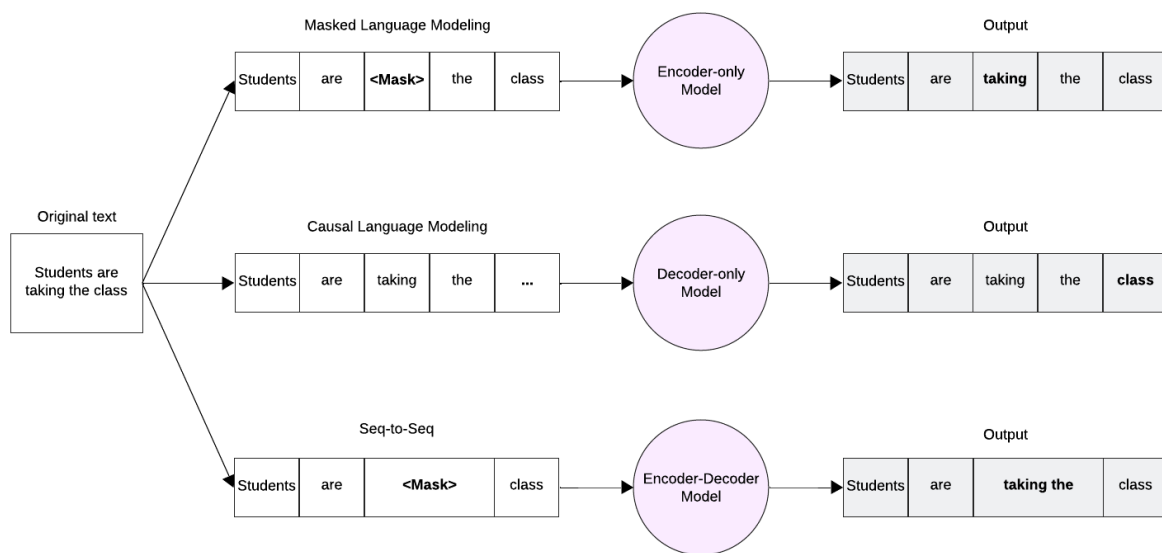 Masked Language Modeling
Students are <Mask> the class
Encoder-only
Model
Output
Students are taking the class
Original text
Students are
taking the class
Causal Language Modeling
Students are taking the ...
Decoder-only
Model
Output
Students are taking the class
Seq-to-Seq
Students are <Mask> class
Encoder-Decoder
Model
Output
Students are taking the class